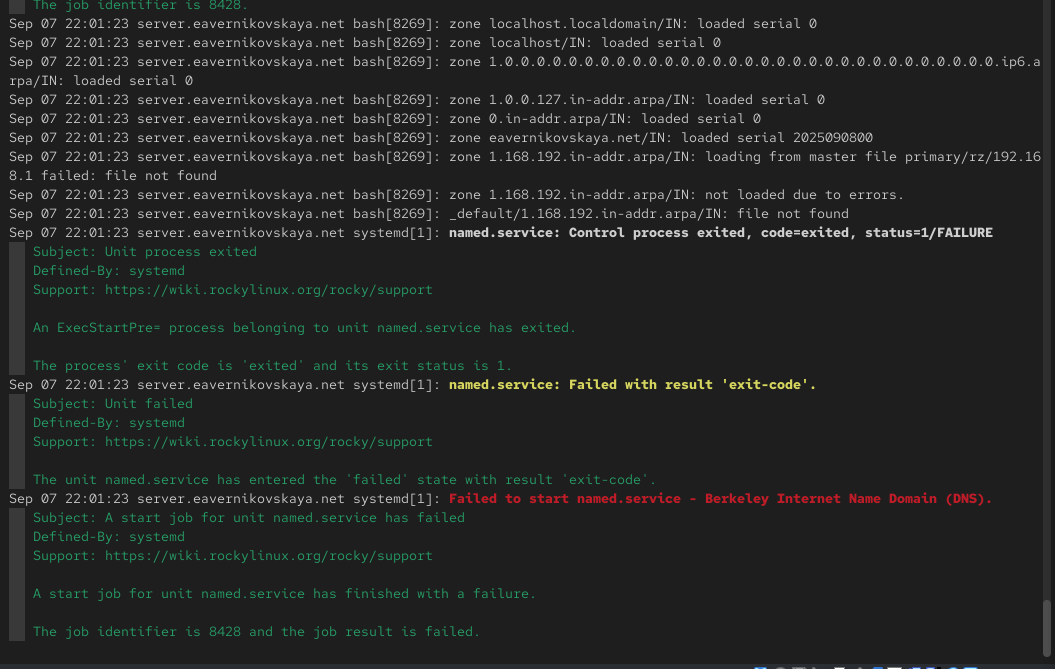 The job identifier is 8428.
Sep 07 22:01:23 server.eavernikovskaya.net bash[8269]: zone localhost.localdomain/IN: loaded serial 0
Sep 07 22:01:23 server.eavernikovskaya.net bash[8269]: zone localhost/IN: loaded serial 0
Sep 07 22:01:23 server.eavernikovskaya.net bash[8269]: zone 1.0.0.0.0.0.0.0.0.0.0.0.0.0.0.0.0.0.0.0.0.0.0.0.0.0.0.0.0.0.0.0.ip6.a
rpa/IN: loaded serial 0
Sep 07 22:01:23 server.eavernikovskaya.net bash[8269]: zone 1.0.0.127.in-addr.arpa/IN: loaded serial 0
Sep 07 22:01:23 server.eavernikovskaya.net bash[8269]: zone 0.in-addr.arpa/IN: loaded serial 0
Sep 07 22:01:23 server.eavernikovskaya.net bash[8269]: zone eavernikovskaya.net/IN: loaded serial 2025090800
Sep 07 22:01:23 server.eavernikovskaya.net bash[8269]: zone 1.168.192.in-addr.arpa/IN: loading from master file primary/rz/192.16
8.1 failed: file not found
Sep 07 22:01:23 server.eavernikovskaya.net bash[8269]: zone 1.168.192.in-addr.arpa/IN: not loaded due to errors.
Sep 07 22:01:23 server.eavernikovskaya.net bash[8269]: _default/1.168.192.in-addr.arpa/IN: file not found
Sep 07 22:01:23 server.eavernikovskaya.net systemd[1]: named.service: Control process exited, code=exited, status=1/FAILURE
Subject: Unit process exited
Defined-By: systemd
Support: https://wiki.rockylinux.org/rocky/support
An ExecStartPre= process belonging to unit named.service has exited.
The process' exit code is 'exited' and its exit status is 1.
Sep 07 22:01:23 server.eavernikovskaya.net systemd[1]: named.service: Failed with result 'exit-code'.
Subject: Unit failed
Defined-By: systemd
Support: https://wiki.rockylinux.org/rocky/support
The unit named.service has entered the 'failed' state with result 'exit-code'.
Sep 07 22:01:23 server.eavernikovskaya.net systemd[1]: Failed to start named.service - Berkeley Internet Name Domain (DNS).
Subject: A start job for unit named.service has failed
Defined-By: systemd
Support: https://wiki.rockylinux.org/rocky/support
A start job for unit named.service has finished with a failure.
The job identifier is 8428 and the job result is failed.